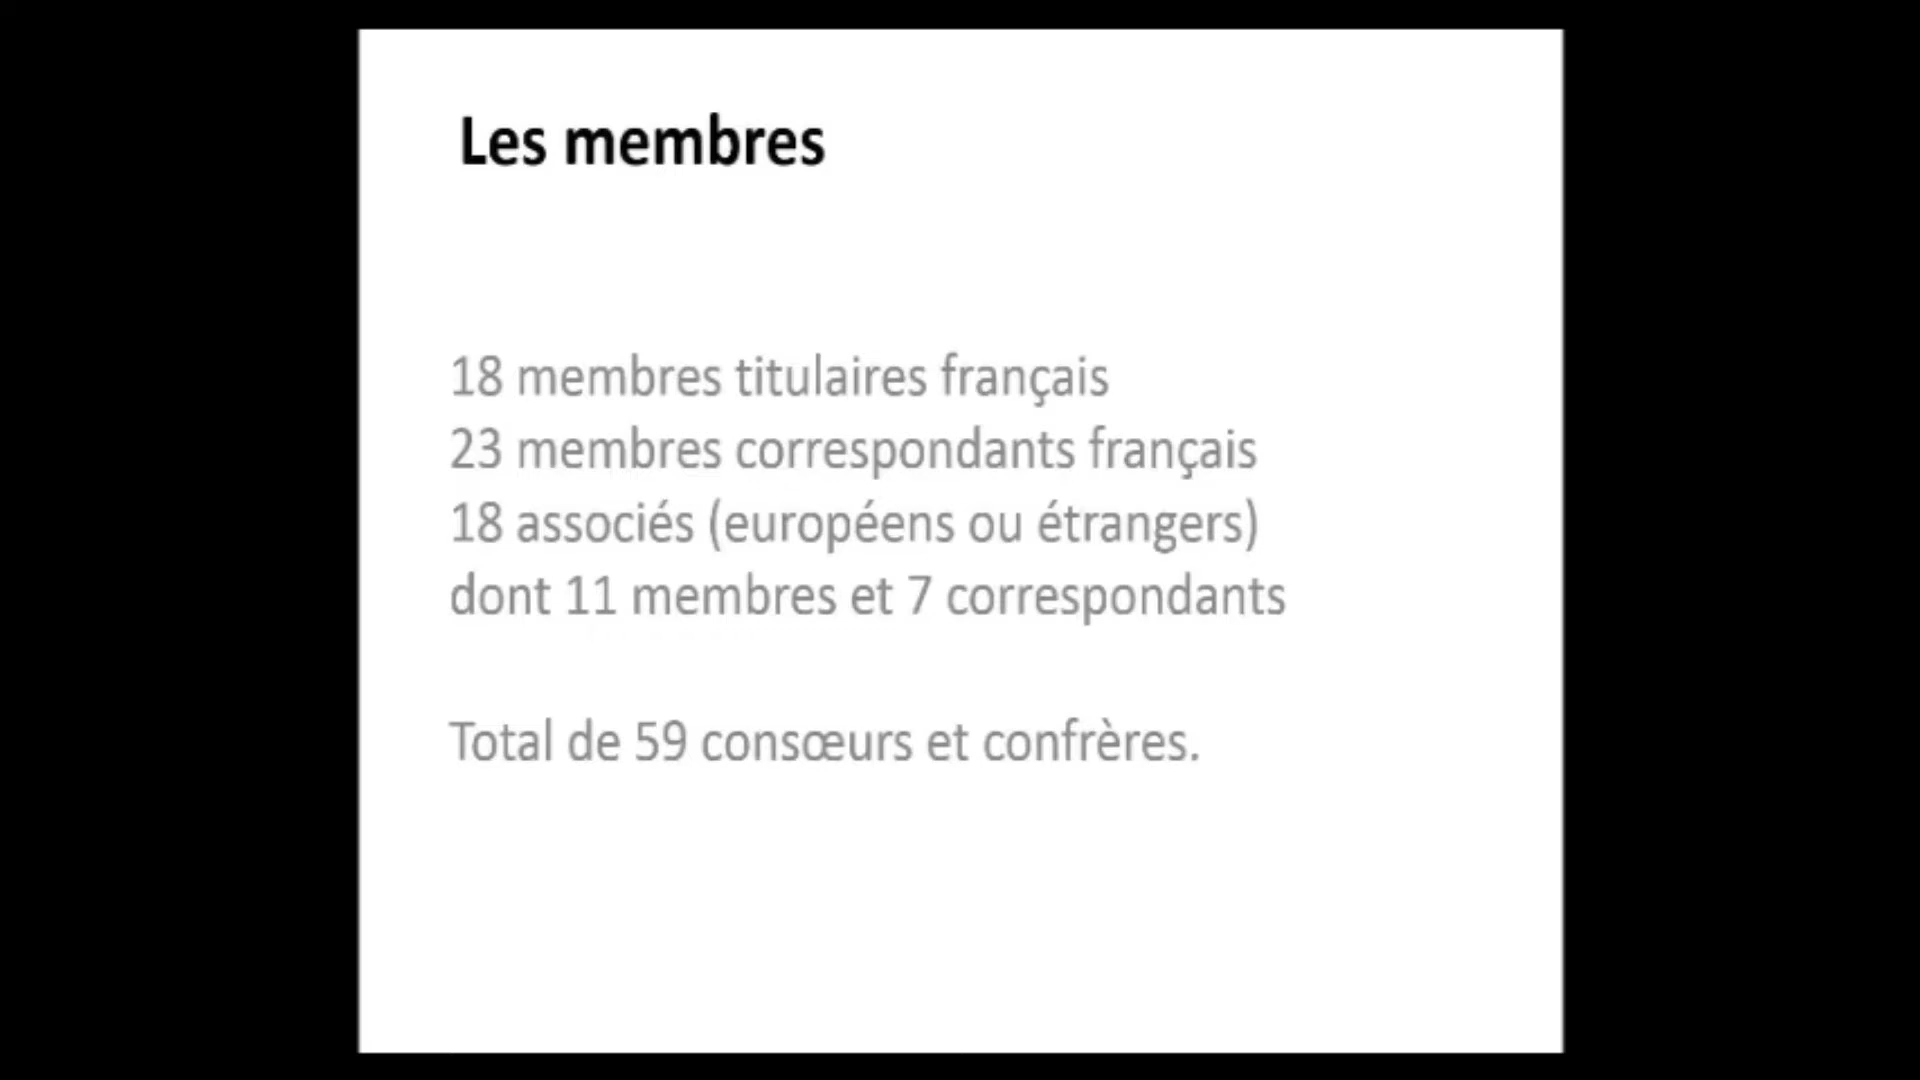 Les membres
18 membres titulaires français
23 membres correspondants français
18 associés (européens ou étrangers)
dont 11 membres et 7 correspondants
Total de 59 consœurs et confrères.